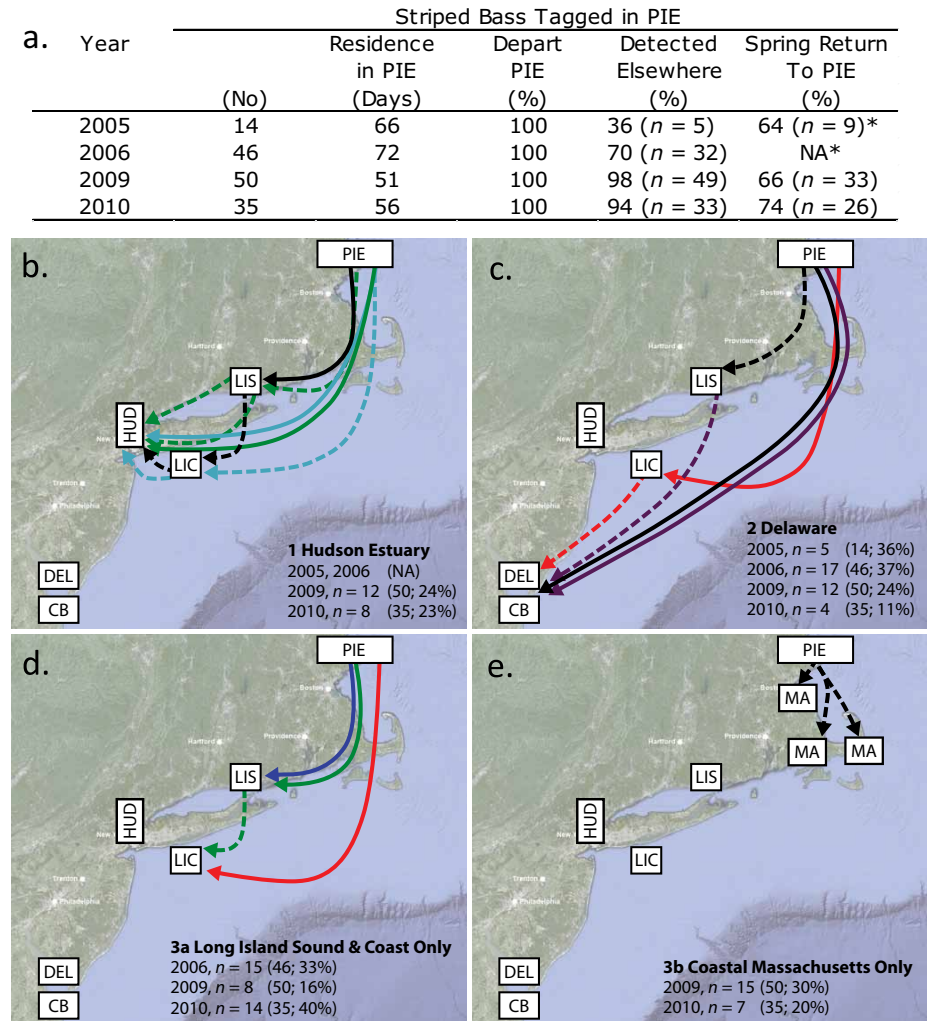 a.
Striped Bass Tagged in PIE
Year
Residence Depart Detected Spring Return
in PIE PIE Elsewhere To PIE
(No) (Days) (%) (%) (%)
2005 14 66 100 36 (n = 5) 64 (n = 9)*
2006 46 72 100 70 (n = 32) NA*
2009 50 51 100 98 (n = 49) 66 (n = 33)
2010 35 56 100 94 (n = 33) 74 (n = 26)
b.
PIE
Boston
Hartford
Providence
LIS
HUD
New
LIC
Trenton
Philadelphia
DEL
CB
1 Hudson Estuary
2005, 2006 (NA)
2009, n = 12 (50; 24%)
2010, n = 8 (35; 23%)
c.
PIE
Boston
Hartford
Providence
LIS
HUD
New
LIC
Trenton
Philadelphia
DEL
CB
2 Delaware
2005, n = 5 (14; 36%)
2006, n = 17 (46; 37%)
2009, n = 12 (50; 24%)
2010, n = 4 (35; 11%)
d.
PIE
Boston
Hartford
Providence
LIS
HUD
New
LIC
Trenton
Philadelphia
DEL
CB
3a Long Island Sound & Coast Only
2006, n = 15 (46; 33%)
2009, n = 8 (50; 16%)
2010, n = 14 (35; 40%)
e.
PIE
Boston
MA
MA
MA
Hartford
Providence
LIS
HUD
New
LIC
Trenton
Philadelphia
DEL
CB
3b Coastal Massachusetts Only
2009, n = 15 (50; 30%)
2010, n = 7 (35; 20%)